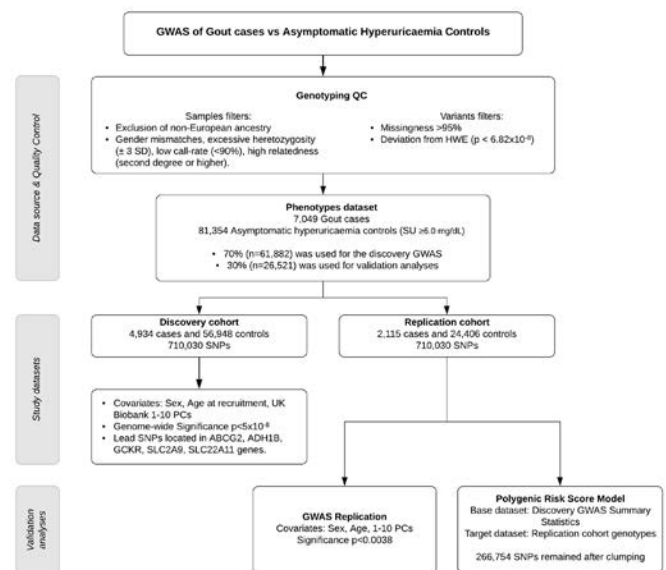 GWAS of Gout cases vs Asymptomatic Hyperuricaemia Controls
Data source & Quality Control
Genotyping QC
Samples filters:
• Exclusion of non-European ancestry
• Gender mismatches, excessive heretozygosity
(± 3 SD), low call-rate (<90%), high relatedness
(second degree or higher).
Variants filters:
• Missingness >95%
• Deviation from HWE (p < 6.82x10⁻⁸)
Phenotypes dataset
7,049 Gout cases
81,354 Asymptomatic hyperuricaemia controls (SU ≥6.0 mg/dL)
• 70% (n=61,882) was used for the discovery GWAS
• 30% (n=26,521) was used for validation analyses
Study datasets
Discovery cohort
4,934 cases and 56,948 controls
710,030 SNPs
Replication cohort
2,115 cases and 24,406 controls
710,030 SNPs
• Covariates: Sex, Age at recruitment, UK
Biobank 1-10 PCs
• Genome-wide Significance p<5x10⁻⁸
• Lead SNPs located in ABCG2, ADH1B,
GCKR, SLC2A9, SLC22A11 genes.
Validation
analyses
GWAS Replication
Covariates: Sex, Age, 1-10 PCs
Significance p<0.0038
Polygenic Risk Score Model
Base dataset: Discovery GWAS Summary
Statistics
Target dataset: Replication cohort genotypes
266,754 SNPs remained after clumping